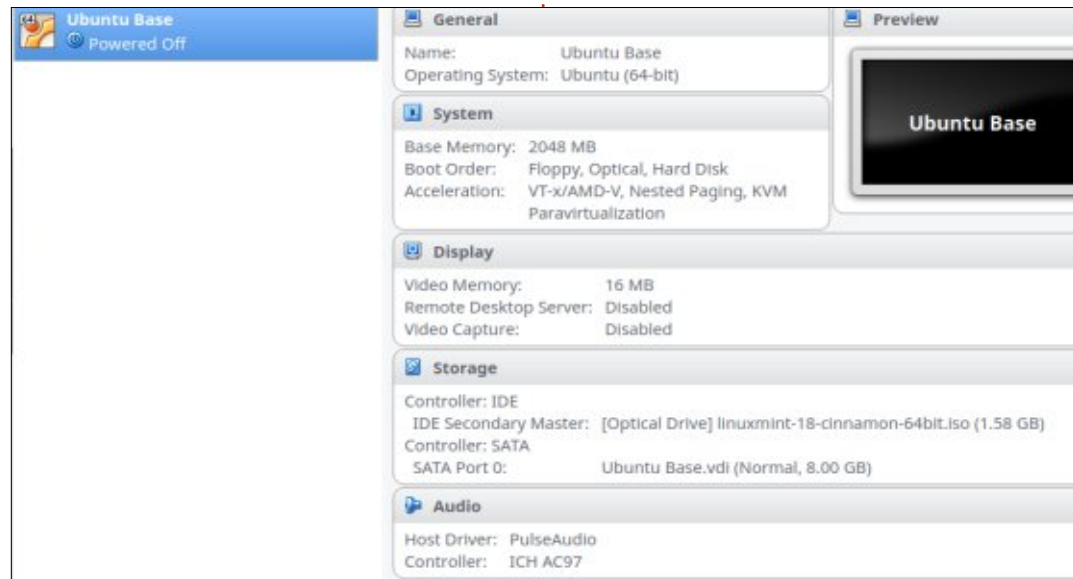 Ubuntu Base
Powered Off
64
General
Name: Ubuntu Base
Operating System: Ubuntu (64-bit)
System
Base Memory: 2048 MB
Boot Order: Floppy, Optical, Hard Disk
Acceleration: VT-x/AMD-V, Nested Paging, KVM
Paravirtualization
Preview
Ubuntu Base
Display
Video Memory: 16 MB
Remote Desktop Server: Disabled
Video Capture: Disabled
Storage
Controller: IDE
IDE Secondary Master: [Optical Drive] linuxmint-18-cinnamon-64bit.iso (1.58 GB)
Controller: SATA
SATA Port 0: Ubuntu Base.vdi (Normal, 8.00 GB)
Audio
Host Driver: PulseAudio
Controller: ICH AC97